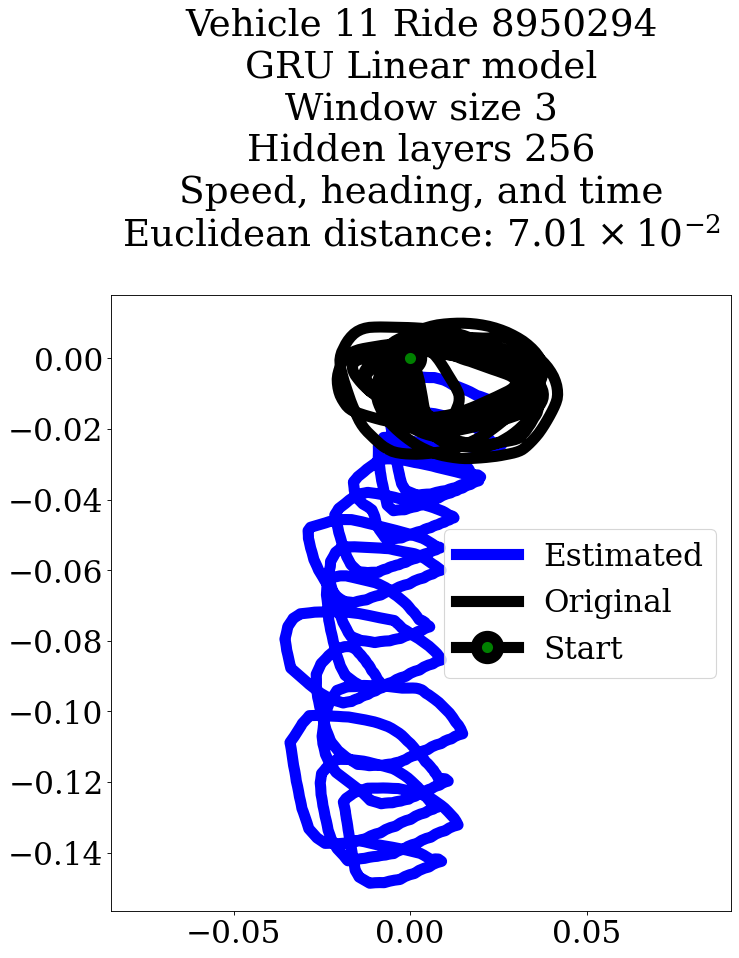 Vehicle 11 Ride 8950294
GRU Linear model
Window size 3
Hidden layers 256
Speed, heading, and time
Euclidean distance: 7.01 × 10⁻²
0.00
−0.02
−0.04
−0.06
−0.08
−0.10
−0.12
−0.14
Estimated
Original
Start
−0.05
0.00
0.05